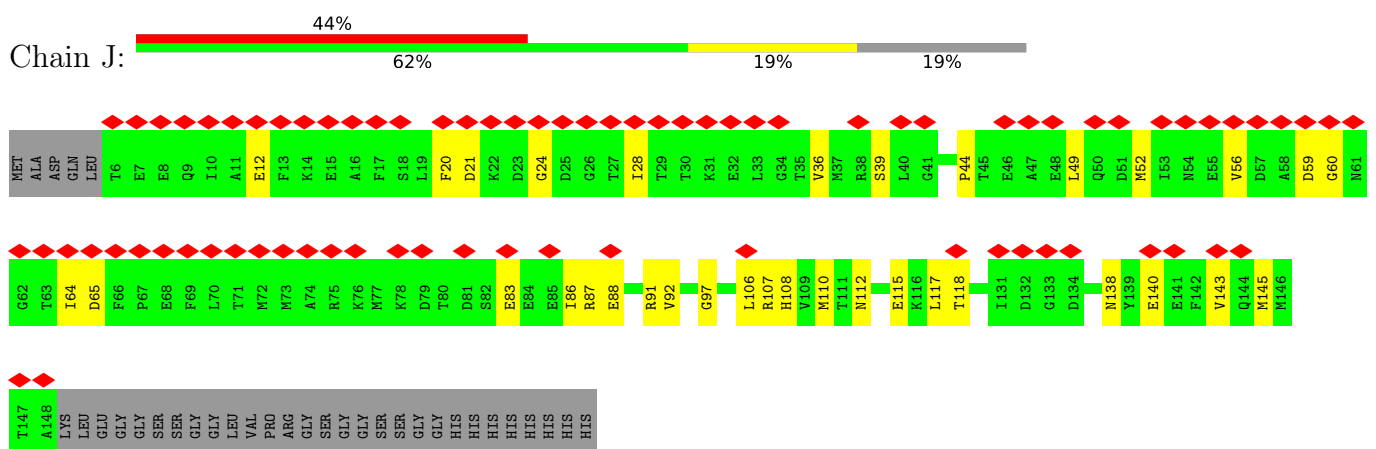 44%
Chain J:
62% 19% 19%
MET ALA ASP GLN LEU T6 E7 E8 Q9 I10 A11 E12 F13 K14 E15 A16 F17 S18 L19 F20 D21 K22 D23 G24 D25 G26 T27 I28 T29 T30 K31 E32 L33 G34 T35 V36 M37 R38 S39 L40 G41 P44 T45 E46 A47 E48 L49 Q50 D51 M52 I53 N54 E55 V56 D57 A58 D59 G60 N61
G62 T63 I64 D65 F66 P67 E68 F69 L70 T71 M72 M73 A74 R75 K76 M77 K78 D79 T80 D81 S82 E83 E84 E85 I86 R87 E88 R91 V92 G97 L106 R107 H108 V109 M110 T111 N112 E115 K116 L117 T118 I131 D132 G133 D134 N138 Y139 E140 E141 F142 V143 Q144 M145 M146
T147 A148 LYS LEU GLU GLY GLY SER SER GLY GLY LEU VAL PRO ARG GLY SER GLY GLY SER SER GLY GLY HIS HIS HIS HIS HIS HIS HIS HIS